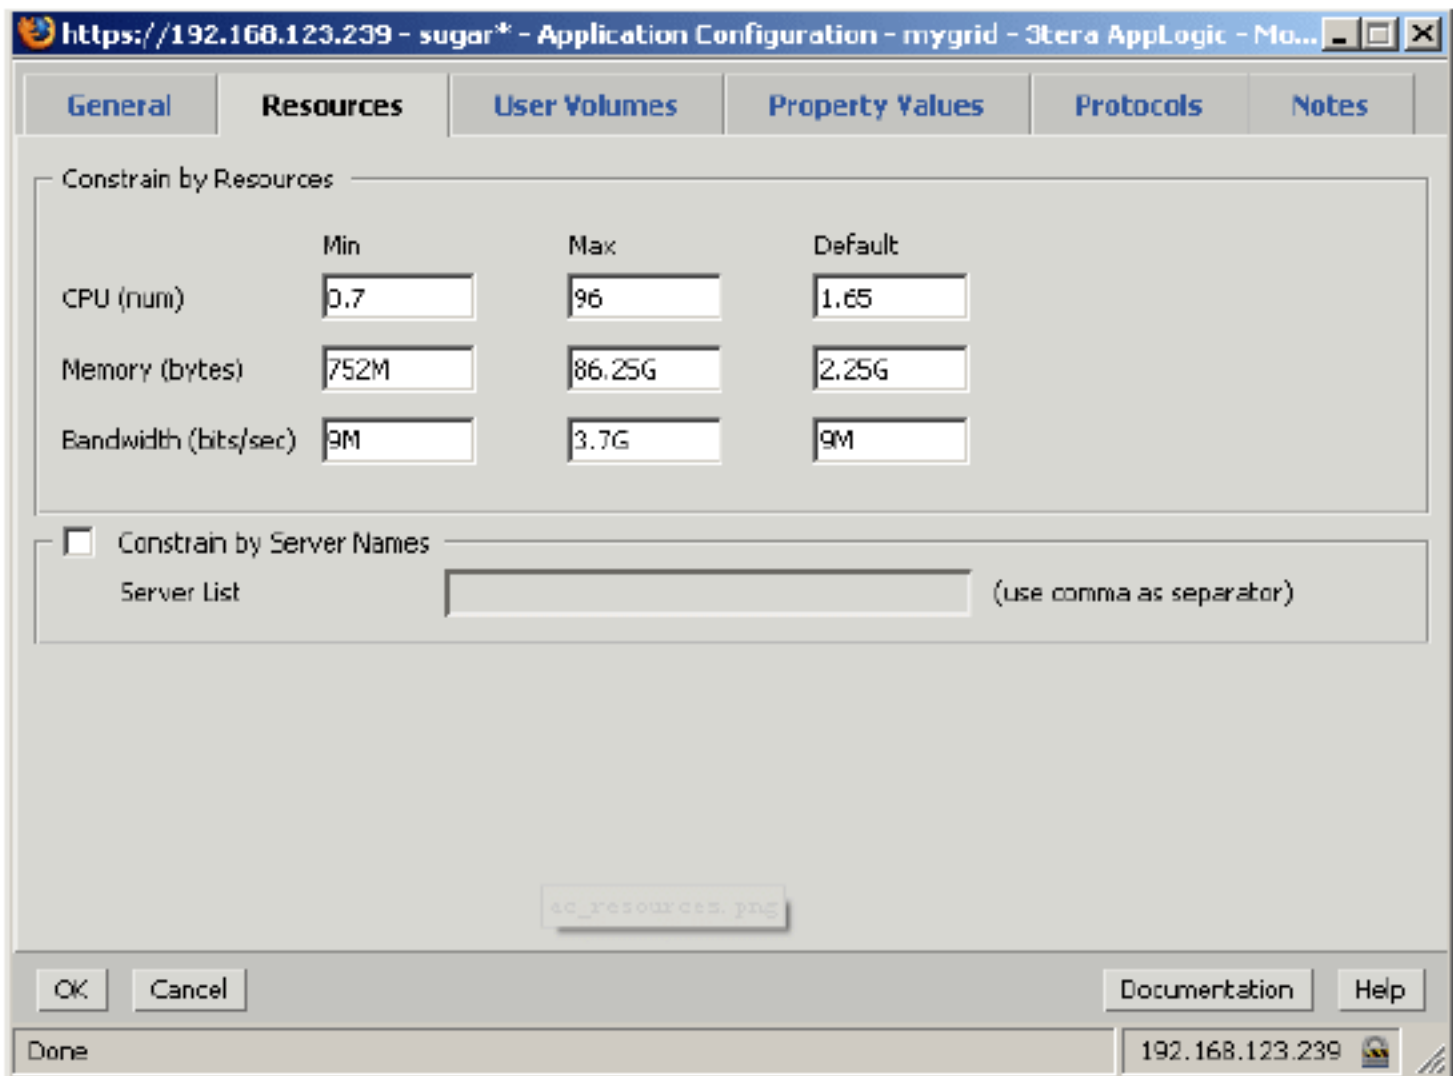 https://192.168.123.239 - sugar* - Application Configuration - mygrid - 3tera AppLogic - Mo...
General Resources User Volumes Property Values Protocols Notes
Constrain by Resources
Min Max Default
CPU (num) 0.7 96 1.65
Memory (bytes) 752M 86.25G 2.25G
Bandwidth (bits/sec) 9M 3.7G 9M
Constrain by Server Names
Server List (use comma as separator)
ac_resources.png
OK Cancel Documentation Help
Done 192.168.123.239